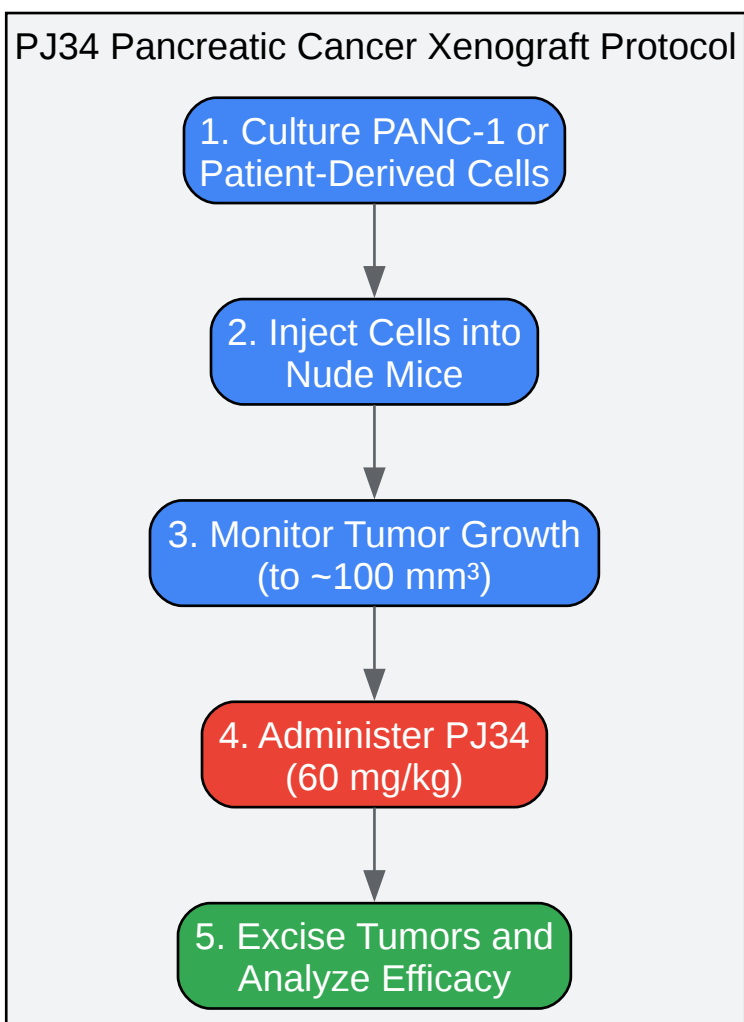 PJ34 Pancreatic Cancer Xenograft Protocol
1. Culture PANC-1 or
Patient-Derived Cells
2. Inject Cells into
Nude Mice
3. Monitor Tumor Growth
(to ~100 mm³)
4. Administer PJ34
(60 mg/kg)
5. Excise Tumors and
Analyze Efficacy